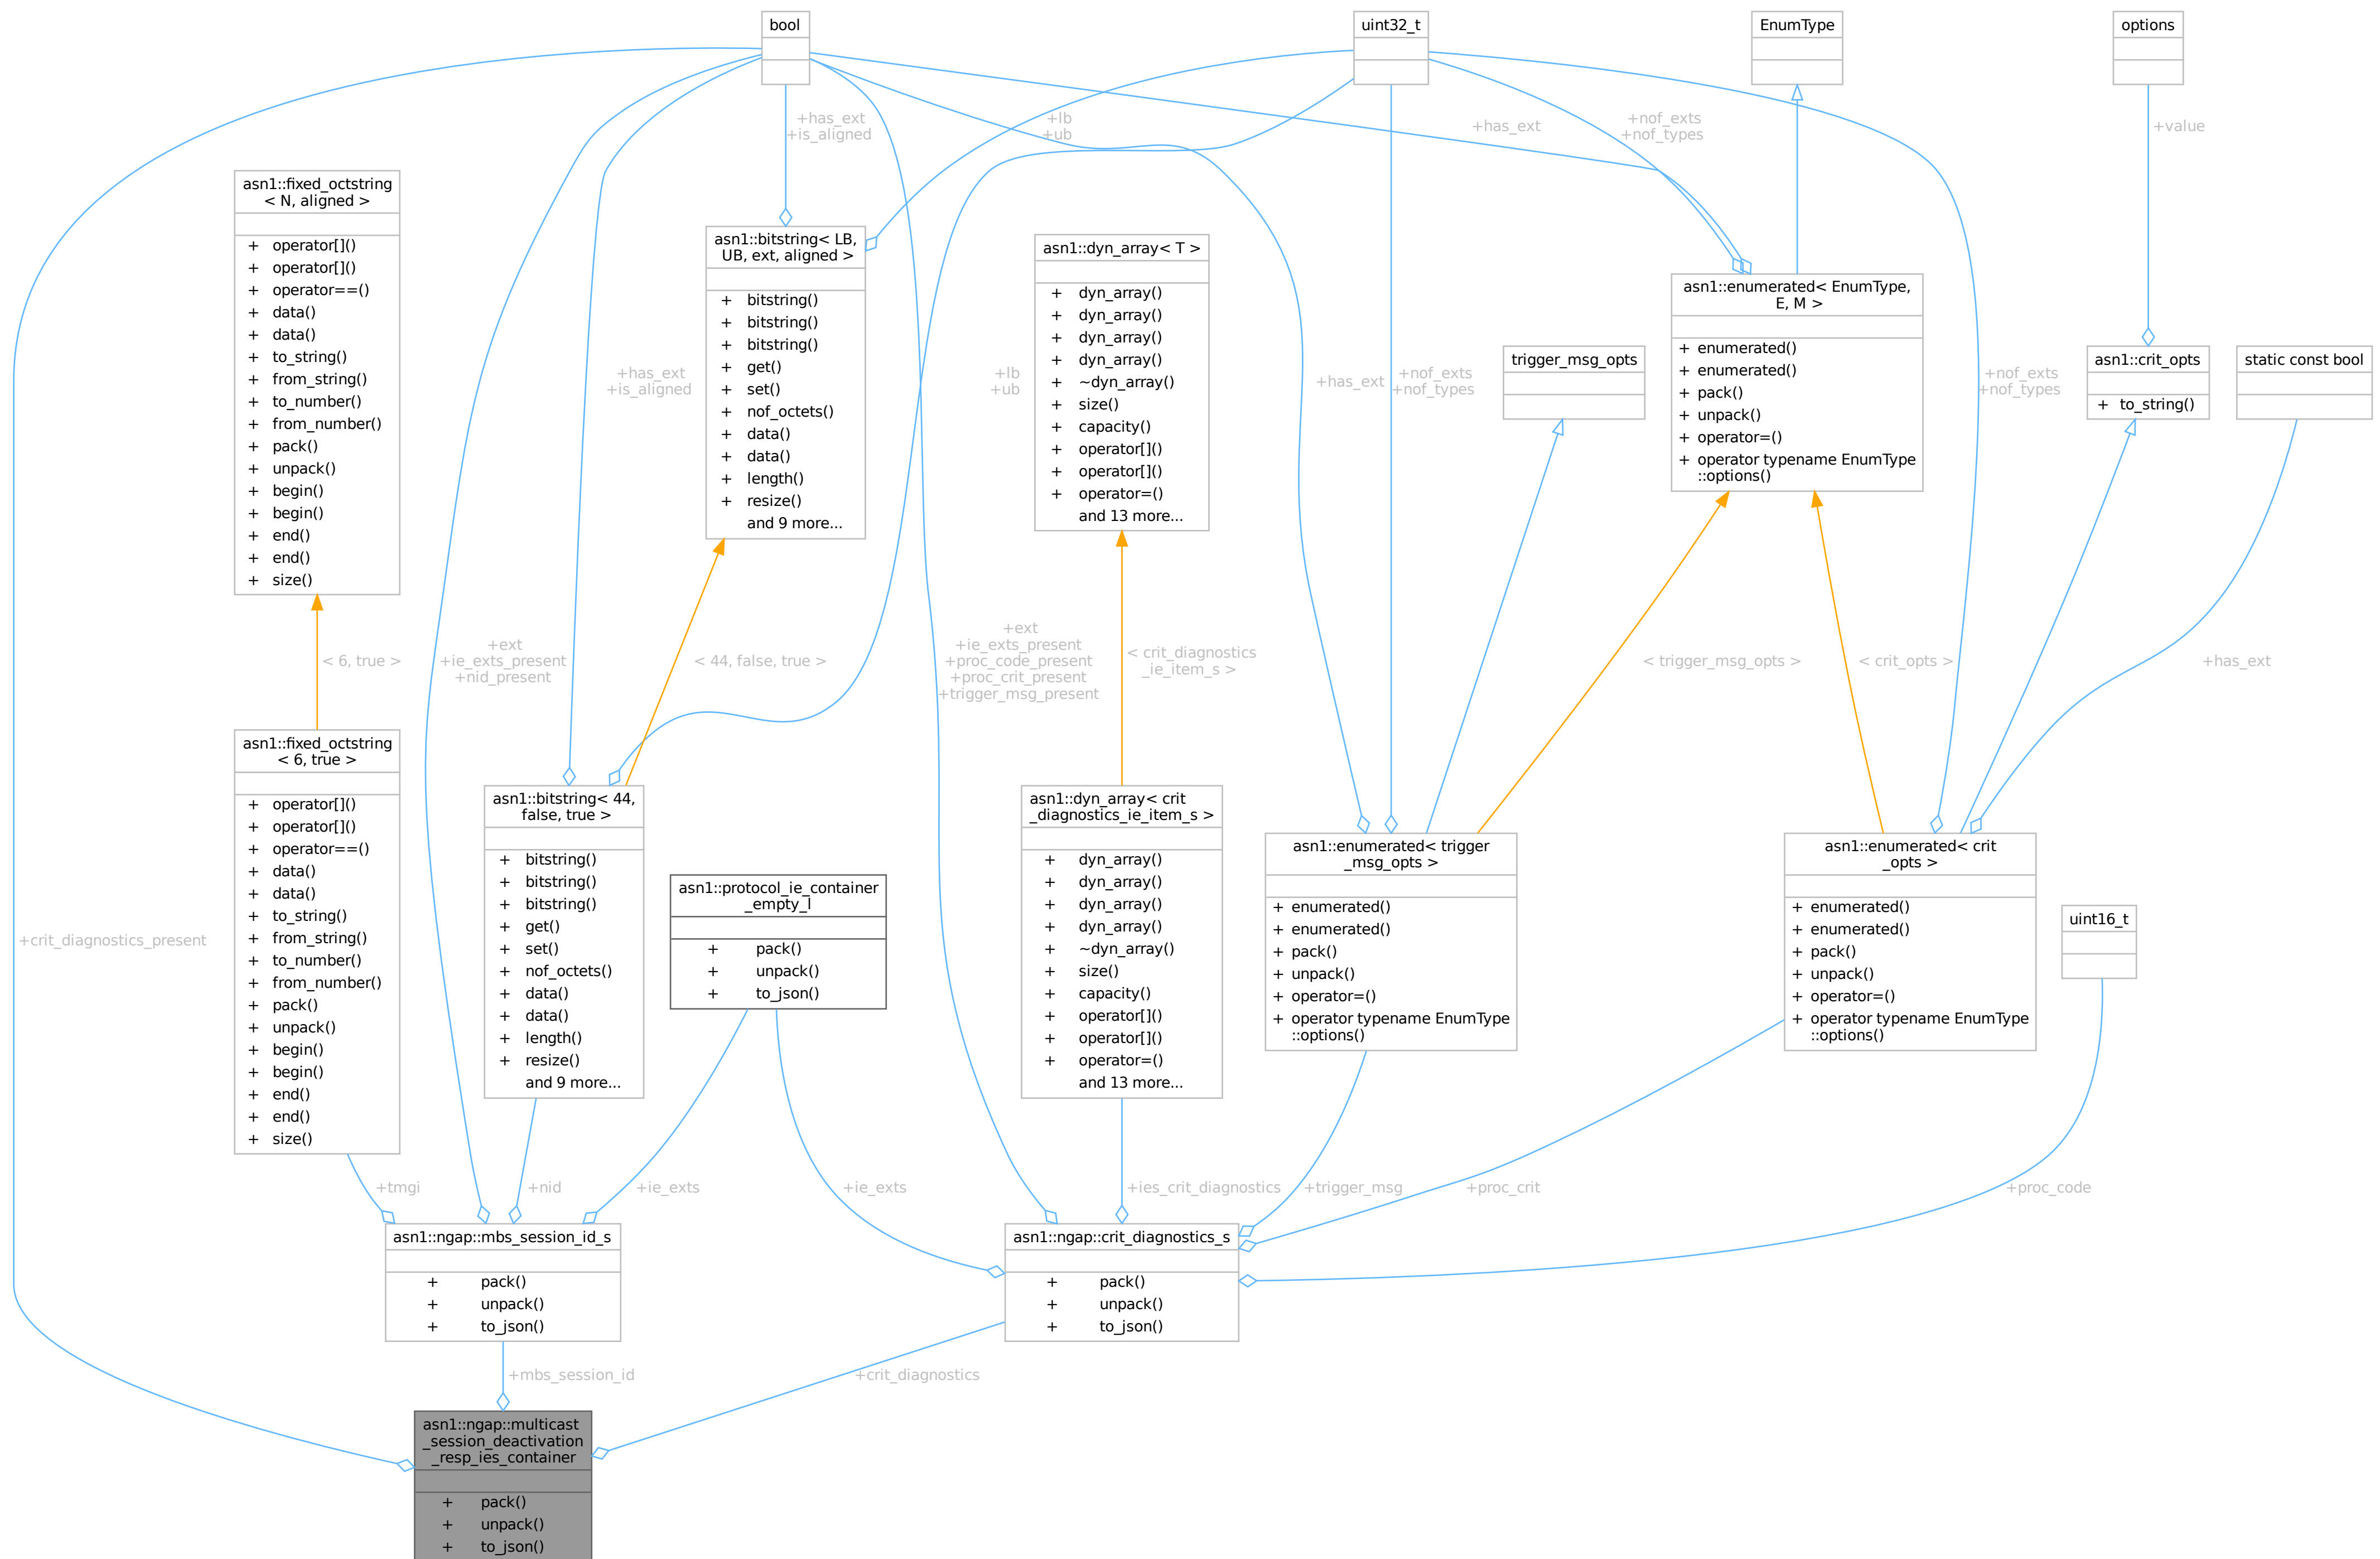 bool
uint32_t
EnumType
options
+has_ext
+is_aligned
+lb
+ub
+has_ext
+nof_exts
+nof_types
+value
asn1::fixed_octstring
< N, aligned >
+ operator[]()
+ operator[]()
+ operator==()
+ data()
+ data()
+ to_string()
+ from_string()
+ to_number()
+ from_number()
+ pack()
+ unpack()
+ begin()
+ begin()
+ end()
+ end()
+ size()
asn1::bitstring< LB,
UB, ext, aligned >
+ bitstring()
+ bitstring()
+ bitstring()
+ get()
+ set()
+ nof_octets()
+ data()
+ data()
+ length()
+ resize()
and 9 more...
asn1::dyn_array< T >
+ dyn_array()
+ dyn_array()
+ dyn_array()
+ dyn_array()
+ ~dyn_array()
+ size()
+ capacity()
+ operator[]()
+ operator[]()
+ operator=()
and 13 more...
asn1::enumerated< EnumType,
E, M >
+ enumerated()
+ enumerated()
+ pack()
+ unpack()
+ operator=()
+ operator typename EnumType
::options()
trigger_msg_opts
asn1::crit_opts
+ to_string()
static const bool
+has_ext
+is_aligned
+lb
+ub
+has_ext
+nof_exts
+nof_types
+nof_exts
+nof_types
< 6, true >
+ext
+ie_exts_present
+nid_present
< 44, false, true >
+ext
+ie_exts_present
+proc_code_present
+proc_crit_present
+trigger_msg_present
< crit_diagnostics
_ie_item_s >
< trigger_msg_opts >
< crit_opts >
+has_ext
+crit_diagnostics_present
asn1::fixed_octstring
< 6, true >
+ operator[]()
+ operator[]()
+ operator==()
+ data()
+ data()
+ to_string()
+ from_string()
+ to_number()
+ from_number()
+ pack()
+ unpack()
+ begin()
+ begin()
+ end()
+ end()
+ size()
asn1::bitstring< 44,
false, true >
+ bitstring()
+ bitstring()
+ bitstring()
+ get()
+ set()
+ nof_octets()
+ data()
+ data()
+ length()
+ resize()
and 9 more...
asn1::protocol_ie_container
_empty_l
+ pack()
+ unpack()
+ to_json()
asn1::dyn_array< crit
_diagnostics_ie_item_s >
+ dyn_array()
+ dyn_array()
+ dyn_array()
+ dyn_array()
+ ~dyn_array()
+ size()
+ capacity()
+ operator[]()
+ operator[]()
+ operator=()
and 13 more...
asn1::enumerated< trigger
_msg_opts >
+ enumerated()
+ enumerated()
+ pack()
+ unpack()
+ operator=()
+ operator typename EnumType
::options()
asn1::enumerated< crit
_opts >
+ enumerated()
+ enumerated()
+ pack()
+ unpack()
+ operator=()
+ operator typename EnumType
::options()
uint16_t
+tmgi
+nid
+ie_exts
+ie_exts
+ies_crit_diagnostics
+trigger_msg
+proc_crit
+proc_code
asn1::ngap::mbs_session_id_s
+ pack()
+ unpack()
+ to_json()
asn1::ngap::crit_diagnostics_s
+ pack()
+ unpack()
+ to_json()
+mbs_session_id
+crit_diagnostics
asn1::ngap::multicast
_session_deactivation
_resp_ies_container
+ pack()
+ unpack()
+ to_json()